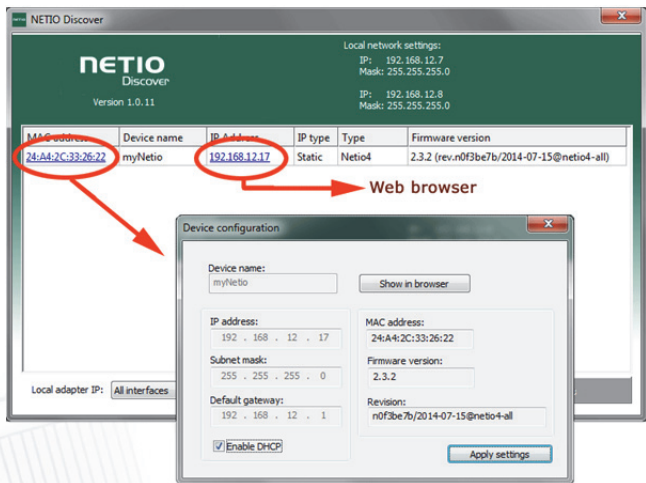 NETIO Discover
NETIO
Discover
Version 1.0.11
Local network settings:
IP: 192.168.12.7
Mask: 255.255.255.0
IP: 192.168.12.8
Mask: 255.255.255.0
MAC address Device name IP Address IP type Type Firmware version
24:A4:2C:33:26:22 myNetio 192.168.12.17 Static Netio4 2.3.2 (rev.n0f3be7b/2014-07-15@netio4-all)
Web browser
Device configuration
Device name:
myNetio
Show in browser
IP address:
192 . 168 . 12 . 17
Subnet mask:
255 . 255 . 255 . 0
Default gateway:
192 . 168 . 12 . 1
Enable DHCP
MAC address:
24:A4:2C:33:26:22
Firmware version:
2.3.2
Revision:
n0f3be7b/2014-07-15@netio4-all
Apply settings
Local adapter IP: All interfaces